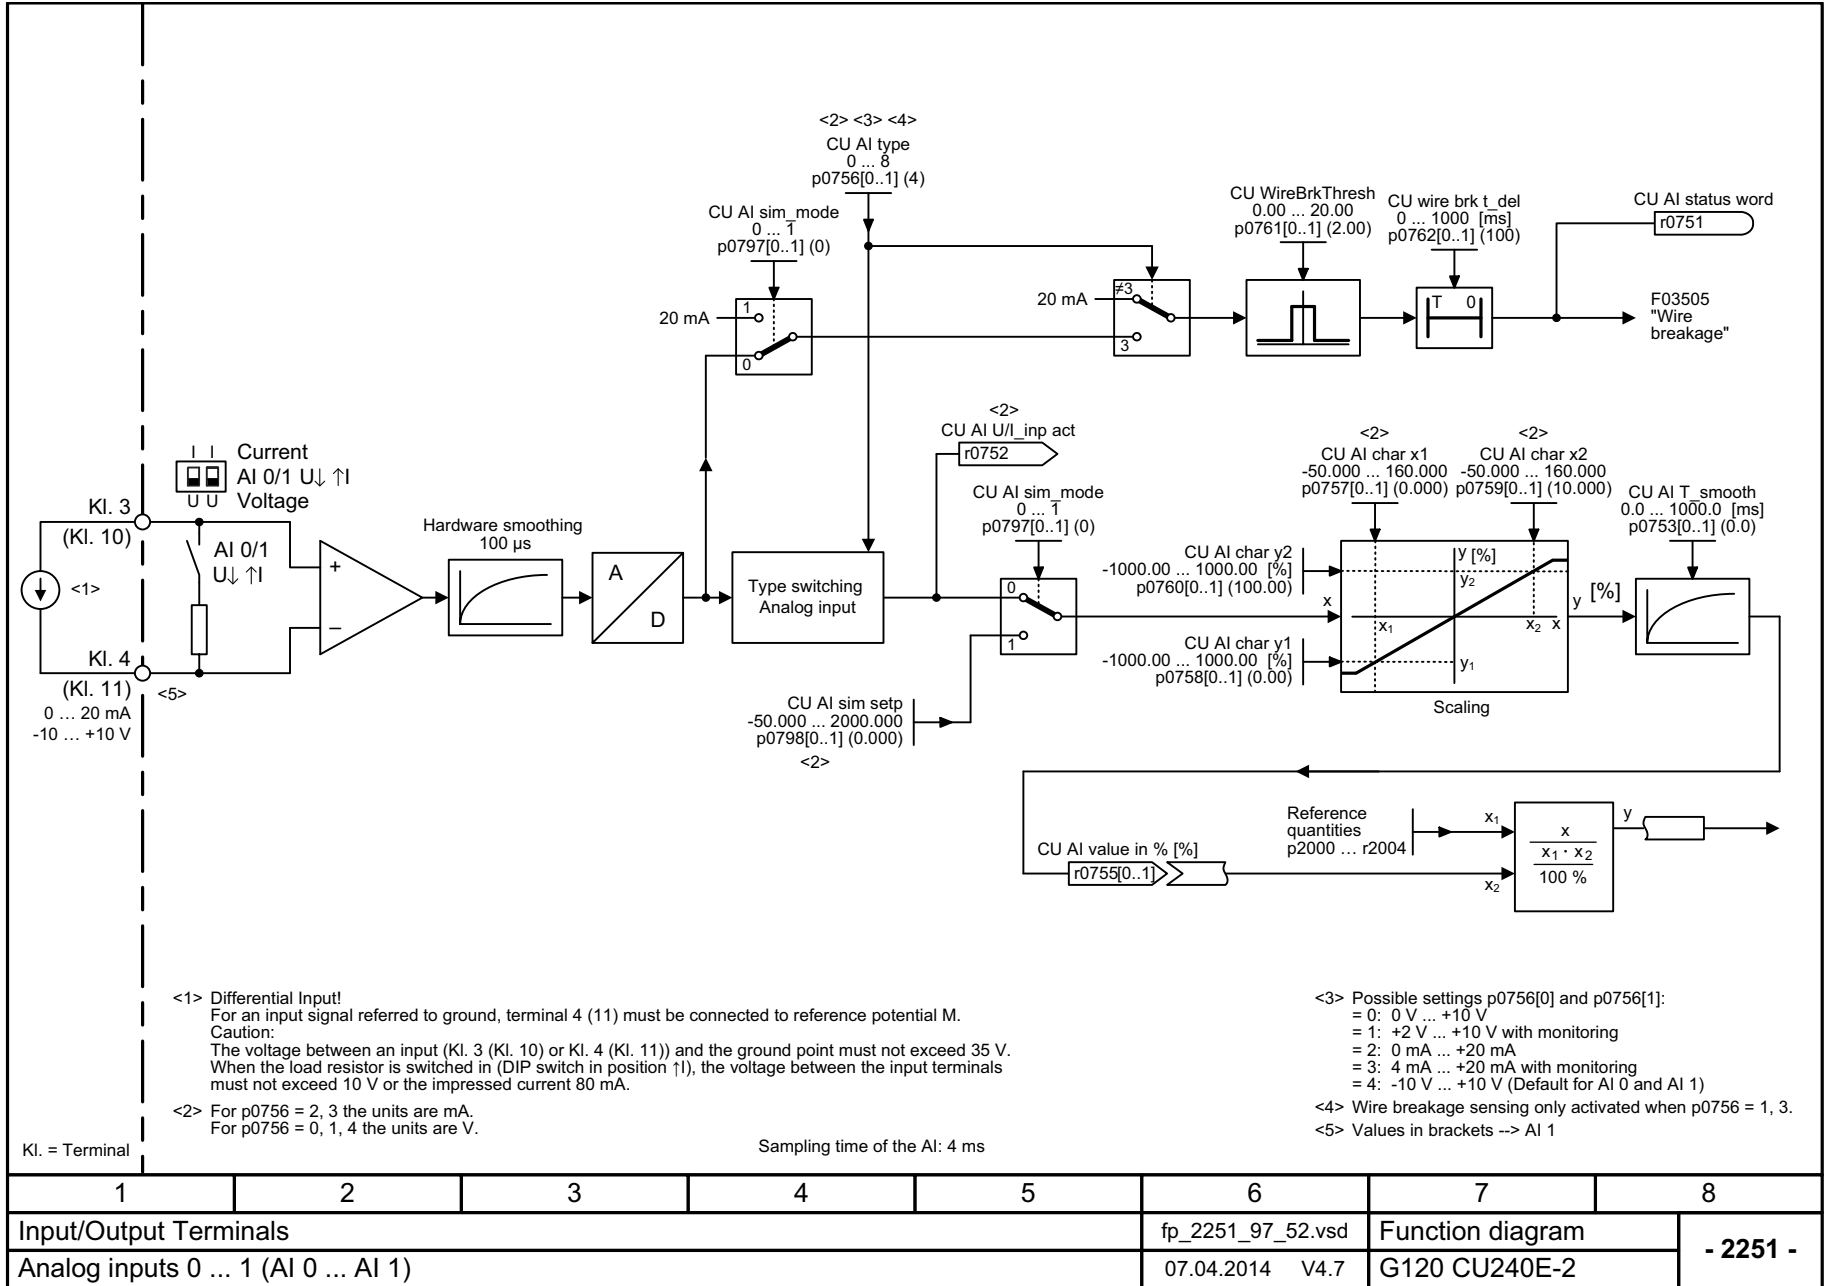 <2> <3> <4>
CU AI type
0 ... 8
p0756[0..1] (4)
CU AI sim_mode
0 ... 1
p0797[0..1] (0)
1
20 mA
0
CU WireBrkThresh
0.00 ... 20.00
p0761[0..1] (2.00)
CU wire brk t_del
0 ... 1000 [ms]
p0762[0..1] (100)
CU AI status word
r0751
≠3
20 mA
3
T 0
F03505
"Wire
breakage"
I I
U U
Current
AI 0/1 U↓ ↑I
Voltage
Kl. 3
(Kl. 10)
<1>
AI 0/1
U↓ ↑I
Kl. 4
(Kl. 11)
<5>
0 ... 20 mA
-10 ... +10 V
+
–
Hardware smoothing
100 µs
A
D
Type switching
Analog input
<2>
CU AI U/I_inp act
r0752
CU AI sim_mode
0 ... 1
p0797[0..1] (0)
0
1
CU AI sim setp
-50.000 ... 2000.000
p0798[0..1] (0.000)
<2>
<2>
CU AI char x1
-50.000 ... 160.000
p0757[0..1] (0.000)
<2>
CU AI char x2
-50.000 ... 160.000
p0759[0..1] (10.000)
CU AI T_smooth
0.0 ... 1000.0 [ms]
p0753[0..1] (0.0)
CU AI char y2
-1000.00 ... 1000.00 [%]
p0760[0..1] (100.00)
x
CU AI char y1
-1000.00 ... 1000.00 [%]
p0758[0..1] (0.00)
y [%]
y2
x1
x2 x
y1
y [%]
Scaling
Reference
quantities
p2000 ... r2004
CU AI value in % [%]
r0755[0..1]
x1
x2
x
x1 · x2
100 %
y
<1> Differential Input!
For an input signal referred to ground, terminal 4 (11) must be connected to reference potential M.
Caution:
The voltage between an input (Kl. 3 (Kl. 10) or Kl. 4 (Kl. 11)) and the ground point must not exceed 35 V.
When the load resistor is switched in (DIP switch in position ↑I), the voltage between the input terminals
must not exceed 10 V or the impressed current 80 mA.
<2> For p0756 = 2, 3 the units are mA.
For p0756 = 0, 1, 4 the units are V.
<3> Possible settings p0756[0] and p0756[1]:
= 0: 0 V ... +10 V
= 1: +2 V ... +10 V with monitoring
= 2: 0 mA ... +20 mA
= 3: 4 mA ... +20 mA with monitoring
= 4: -10 V ... +10 V (Default for AI 0 and AI 1)
<4> Wire breakage sensing only activated when p0756 = 1, 3.
<5> Values in brackets --> AI 1
Kl. = Terminal
Sampling time of the AI: 4 ms
1 2 3 4 5 6 7 8
Input/Output Terminals
fp_2251_97_52.vsd
Function diagram
- 2251 -
Analog inputs 0 ... 1 (AI 0 ... AI 1)
07.04.2014 V4.7
G120 CU240E-2